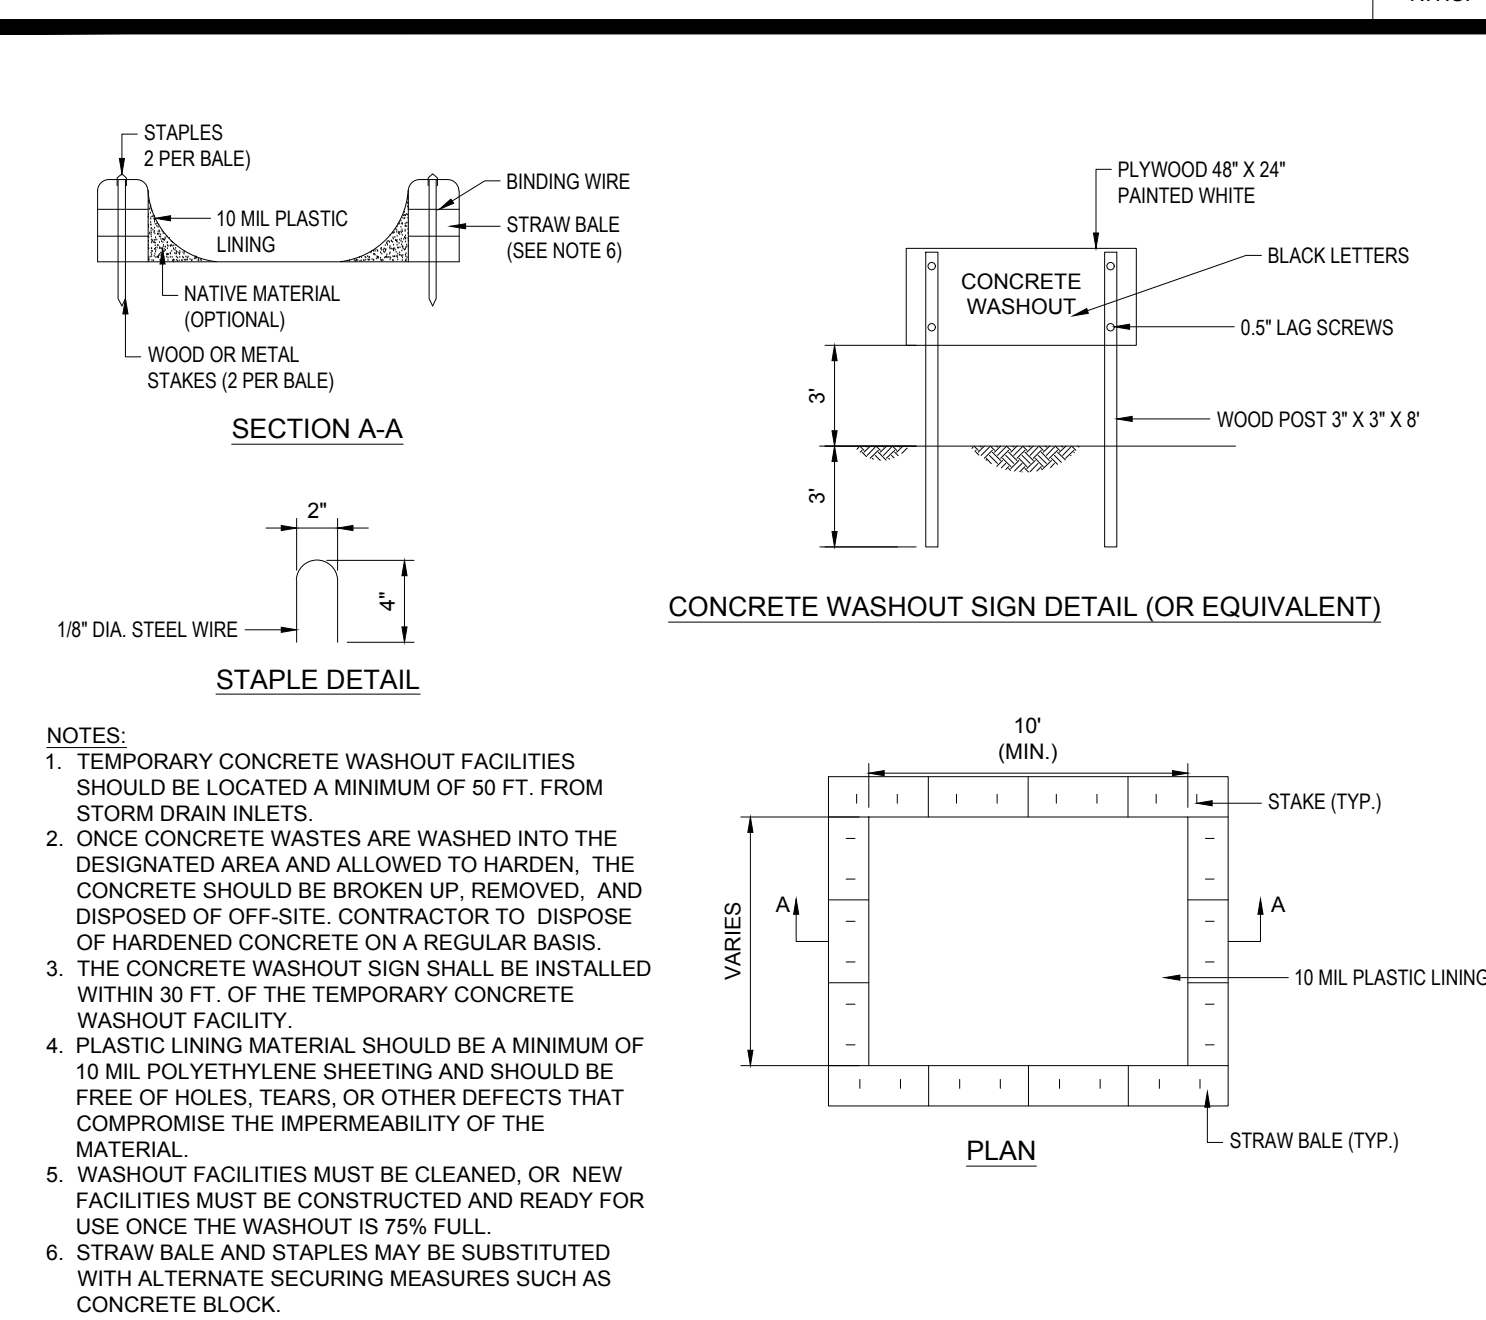 STAPLES
2 PER BALE)
BINDING WIRE
10 MIL PLASTIC
LINING
STRAW BALE
(SEE NOTE 6)
NATIVE MATERIAL
(OPTIONAL)
WOOD OR METAL
STAKES (2 PER BALE)
SECTION A-A
2"
4"
1/8" DIA. STEEL WIRE
STAPLE DETAIL
PLYWOOD 48" X 24"
PAINTED WHITE
BLACK LETTERS
CONCRETE
WASHOUT
0.5" LAG SCREWS
3'
WOOD POST 3" X 3" X 8'
3'
CONCRETE WASHOUT SIGN DETAIL (OR EQUIVALENT)
NOTES:
1. TEMPORARY CONCRETE WASHOUT FACILITIES
SHOULD BE LOCATED A MINIMUM OF 50 FT. FROM
STORM DRAIN INLETS.
2. ONCE CONCRETE WASTES ARE WASHED INTO THE
DESIGNATED AREA AND ALLOWED TO HARDEN, THE
CONCRETE SHOULD BE BROKEN UP, REMOVED, AND
DISPOSED OF OFF-SITE. CONTRACTOR TO DISPOSE
OF HARDENED CONCRETE ON A REGULAR BASIS.
3. THE CONCRETE WASHOUT SIGN SHALL BE INSTALLED
WITHIN 30 FT. OF THE TEMPORARY CONCRETE
WASHOUT FACILITY.
4. PLASTIC LINING MATERIAL SHOULD BE A MINIMUM OF
10 MIL POLYETHYLENE SHEETING AND SHOULD BE
FREE OF HOLES, TEARS, OR OTHER DEFECTS THAT
COMPROMISE THE IMPERMEABILITY OF THE
MATERIAL.
5. WASHOUT FACILITIES MUST BE CLEANED, OR NEW
FACILITIES MUST BE CONSTRUCTED AND READY FOR
USE ONCE THE WASHOUT IS 75% FULL.
6. STRAW BALE AND STAPLES MAY BE SUBSTITUTED
WITH ALTERNATE SECURING MEASURES SUCH AS
CONCRETE BLOCK.
10'
(MIN.)
STAKE (TYP.)
A
A
VARIES
10 MIL PLASTIC LINING
STRAW BALE (TYP.)
PLAN